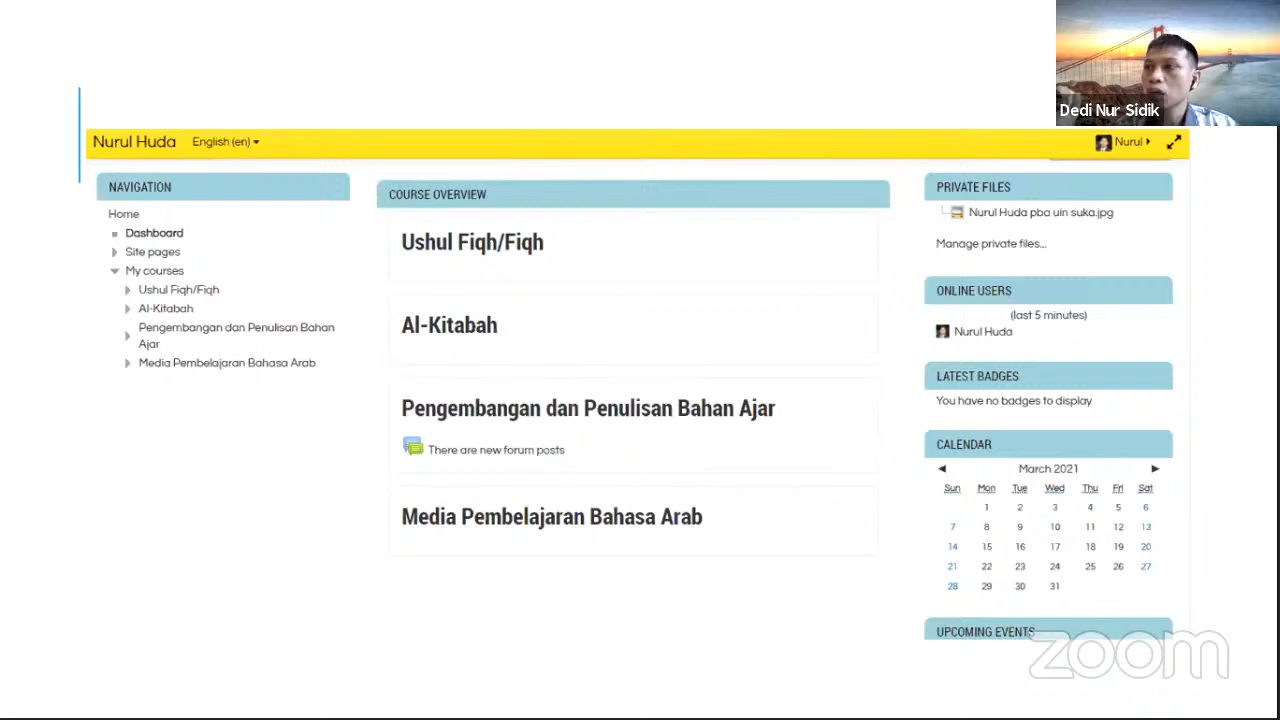 Dedi Nur Sidik
Nurul Huda English (en) Nurul
NAVIGATION
Home
Dashboard
Site pages
My courses
Ushul Fiqh/Fiqh
Al-Kitabah
Pengembangan dan Penulisan Bahan
Ajar
Media Pembelajaran Bahasa Arab
COURSE OVERVIEW
Ushul Fiqh/Fiqh
Al-Kitabah
Pengembangan dan Penulisan Bahan Ajar
There are new forum posts
Media Pembelajaran Bahasa Arab
PRIVATE FILES
Nurul Huda pba uin suka.jpg
Manage private files...
ONLINE USERS
(last 5 minutes)
Nurul Huda
LATEST BADGES
You have no badges to display
CALENDAR
March 2021
Sun Mon Tue Wed Thu Fri Sat
1 2 3 4 5 6
7 8 9 10 11 12 13
14 15 16 17 18 19 20
21 22 23 24 25 26 27
28 29 30 31
UPCOMING EVENTS
zoom